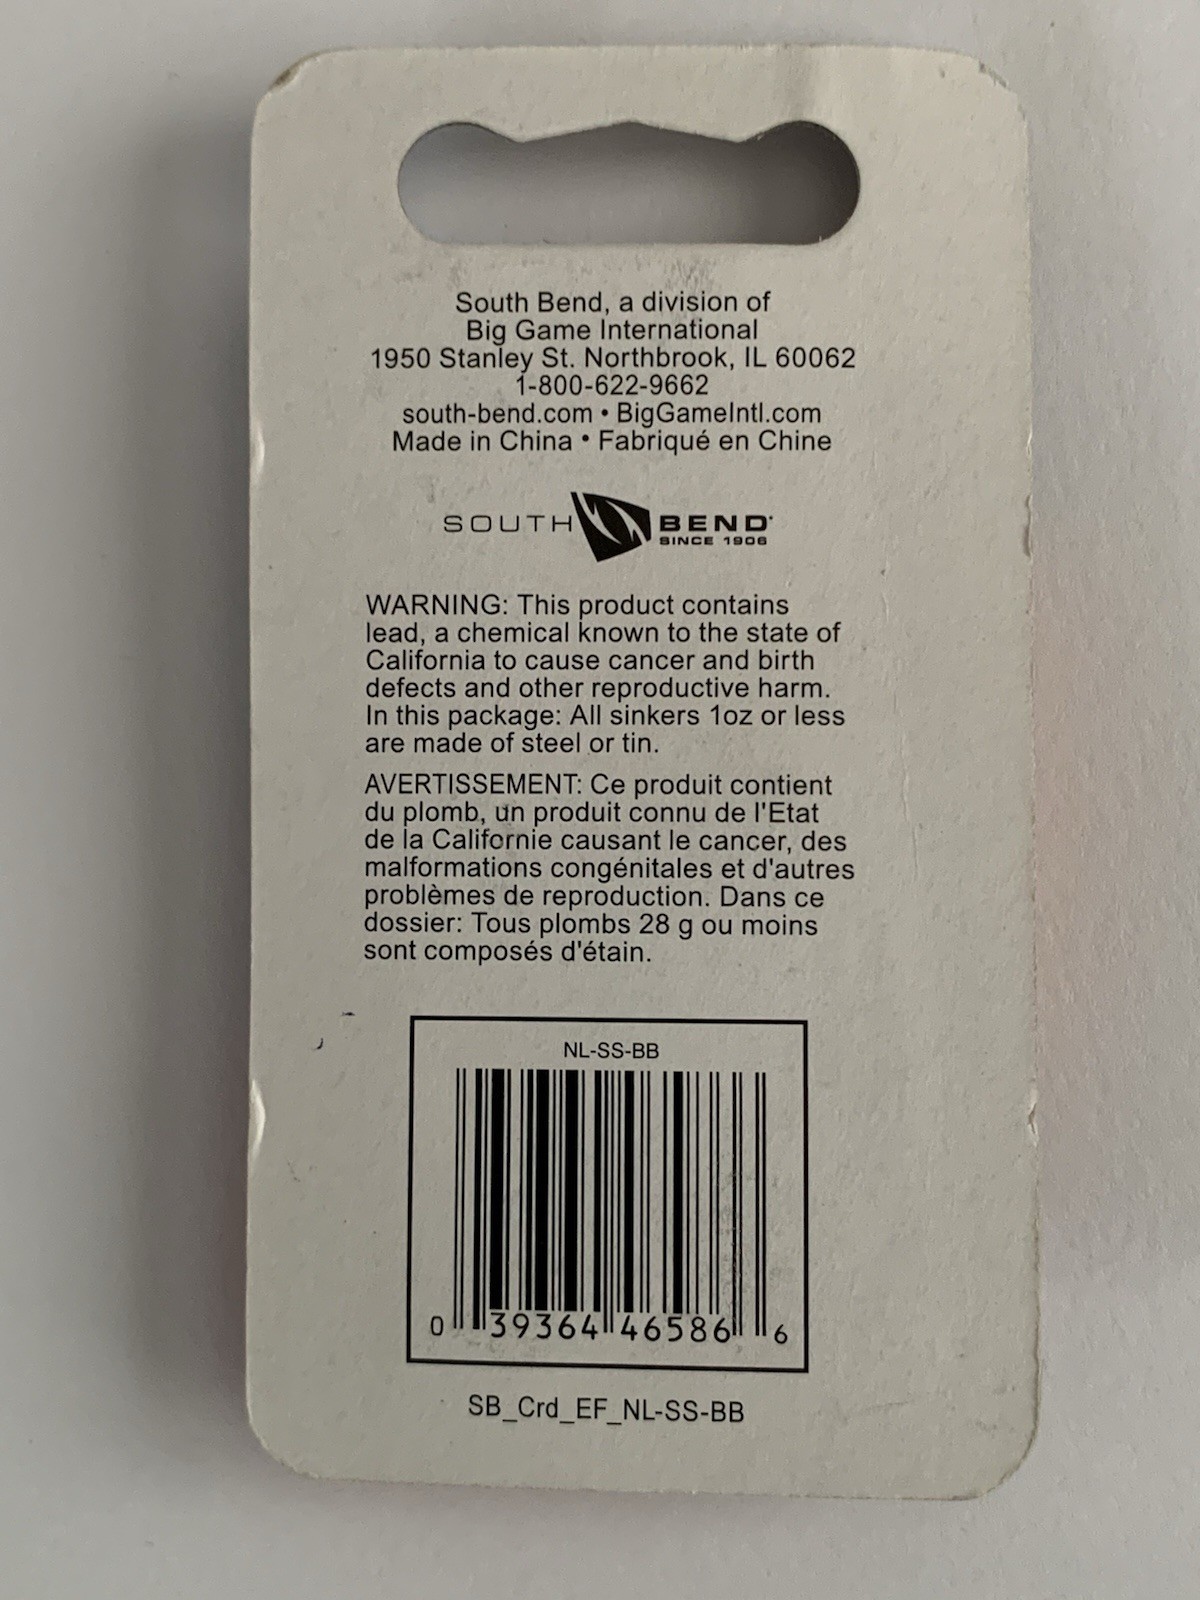 South Bend, a division of
Big Game International
1950 Stanley St. Northbrook, IL 60062
1-800-622-9662
south-bend.com • BigGameIntl.com
Made in China • Fabriqué en Chine
SOUTH BEND
SINCE 1906
WARNING: This product contains
lead, a chemical known to the state of
California to cause cancer and birth
defects and other reproductive harm.
In this package: All sinkers 1oz or less
are made of steel or tin.
AVERTISSEMENT: Ce produit contient
du plomb, un produit connu de l'Etat
de la Californie causant le cancer, des
malformations congénitales et d'autres
problèmes de reproduction. Dans ce
dossier: Tous plombs 28 g ou moins
sont composés d'étain.
NL-SS-BB
0 39364 46586 6
SB_Crd_EF_NL-SS-BB